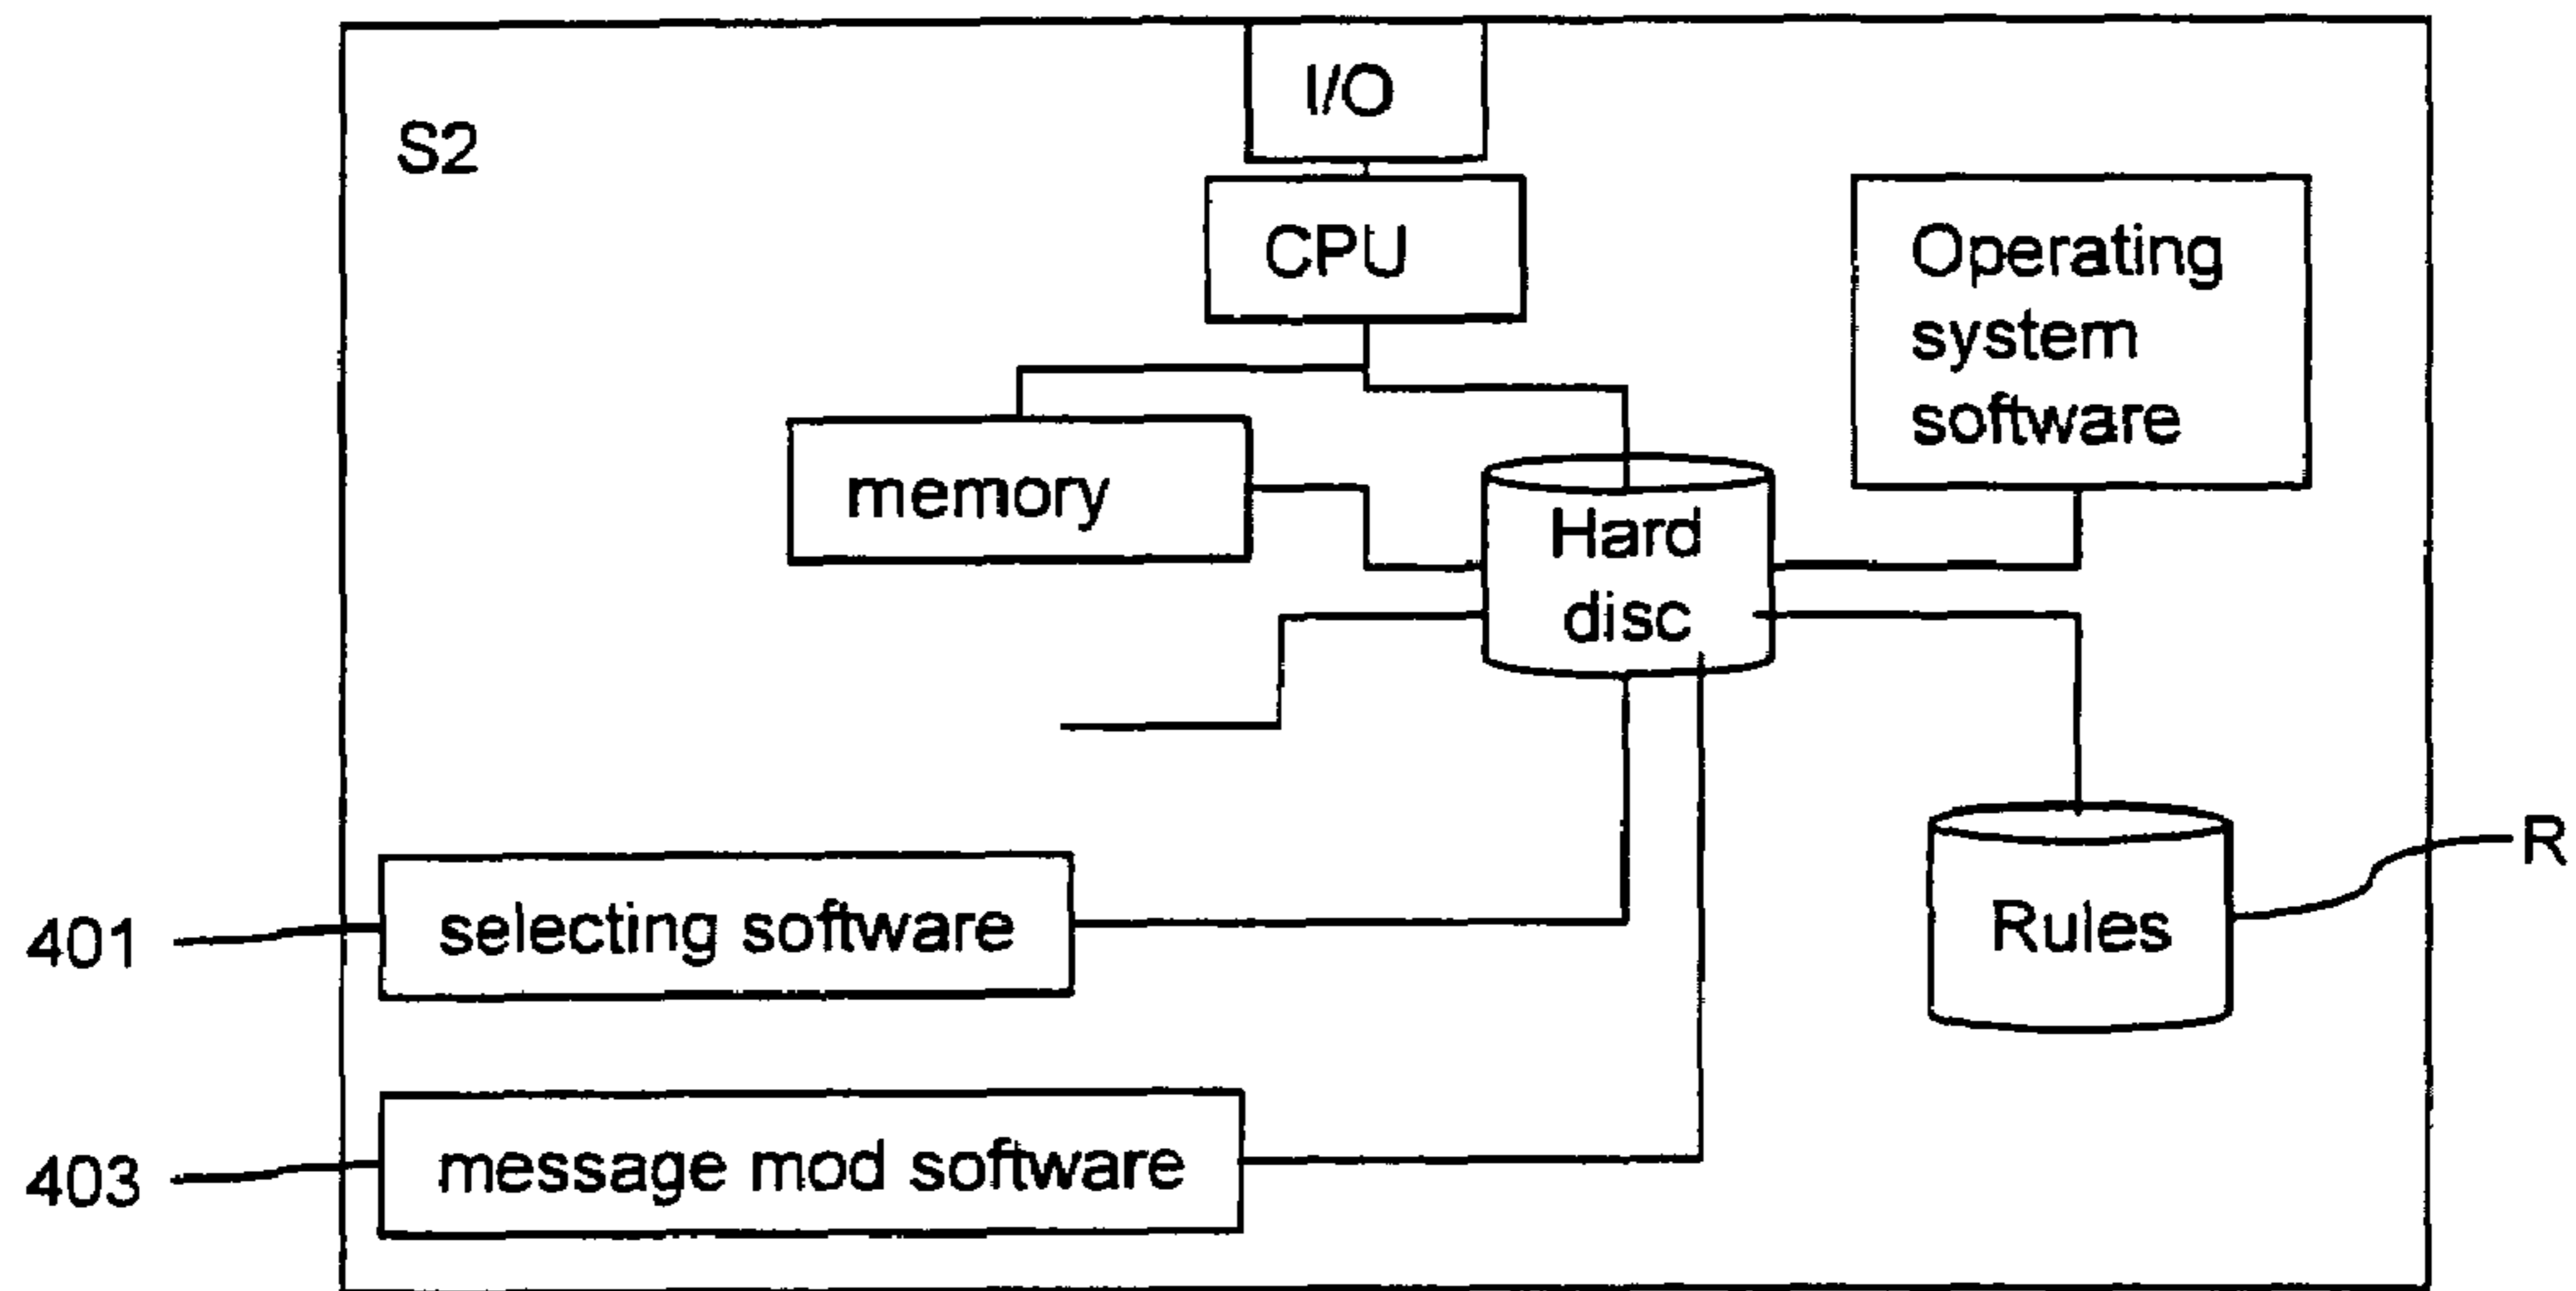 I/O
S2
CPU
Operating
system
software
memory
Hard
disc
R
401
selecting software
Rules
403
message mod software